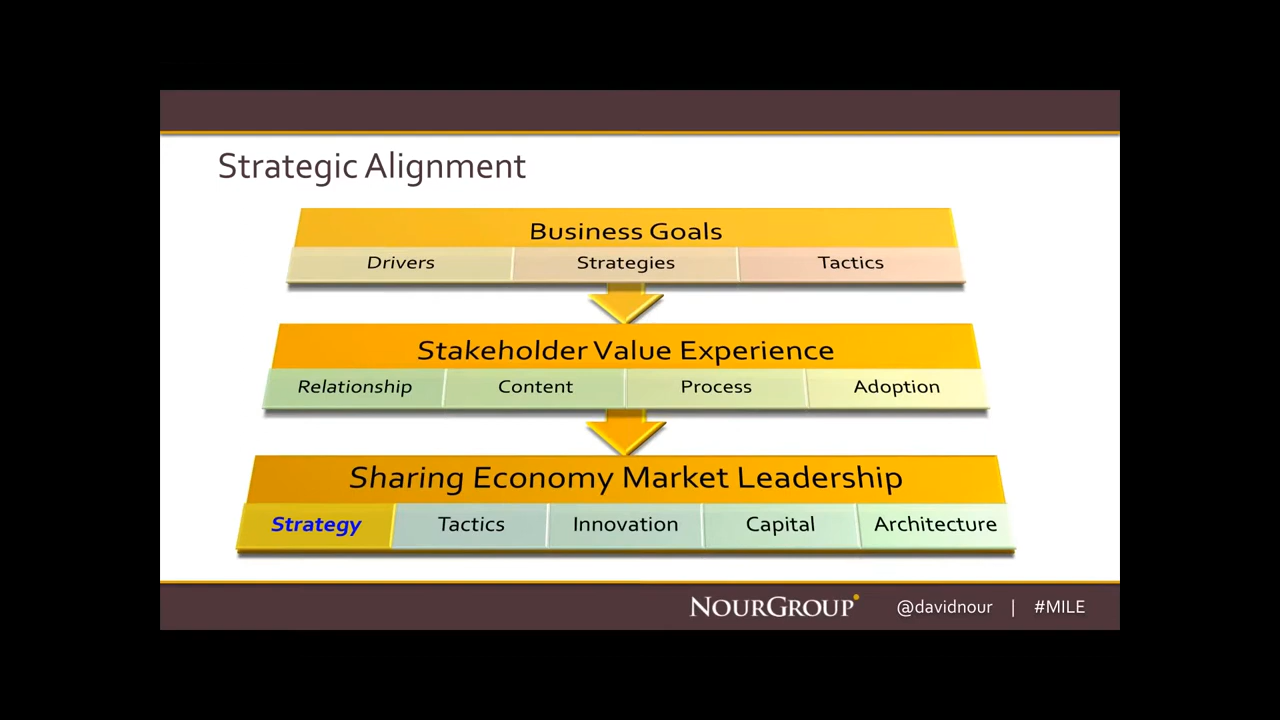 Strategic Alignment
Business Goals
Drivers Strategies Tactics
Stakeholder Value Experience
Relationship Content Process Adoption
Sharing Economy Market Leadership
Strategy Tactics Innovation Capital Architecture
NOURGROUP @davidnour | #MILE